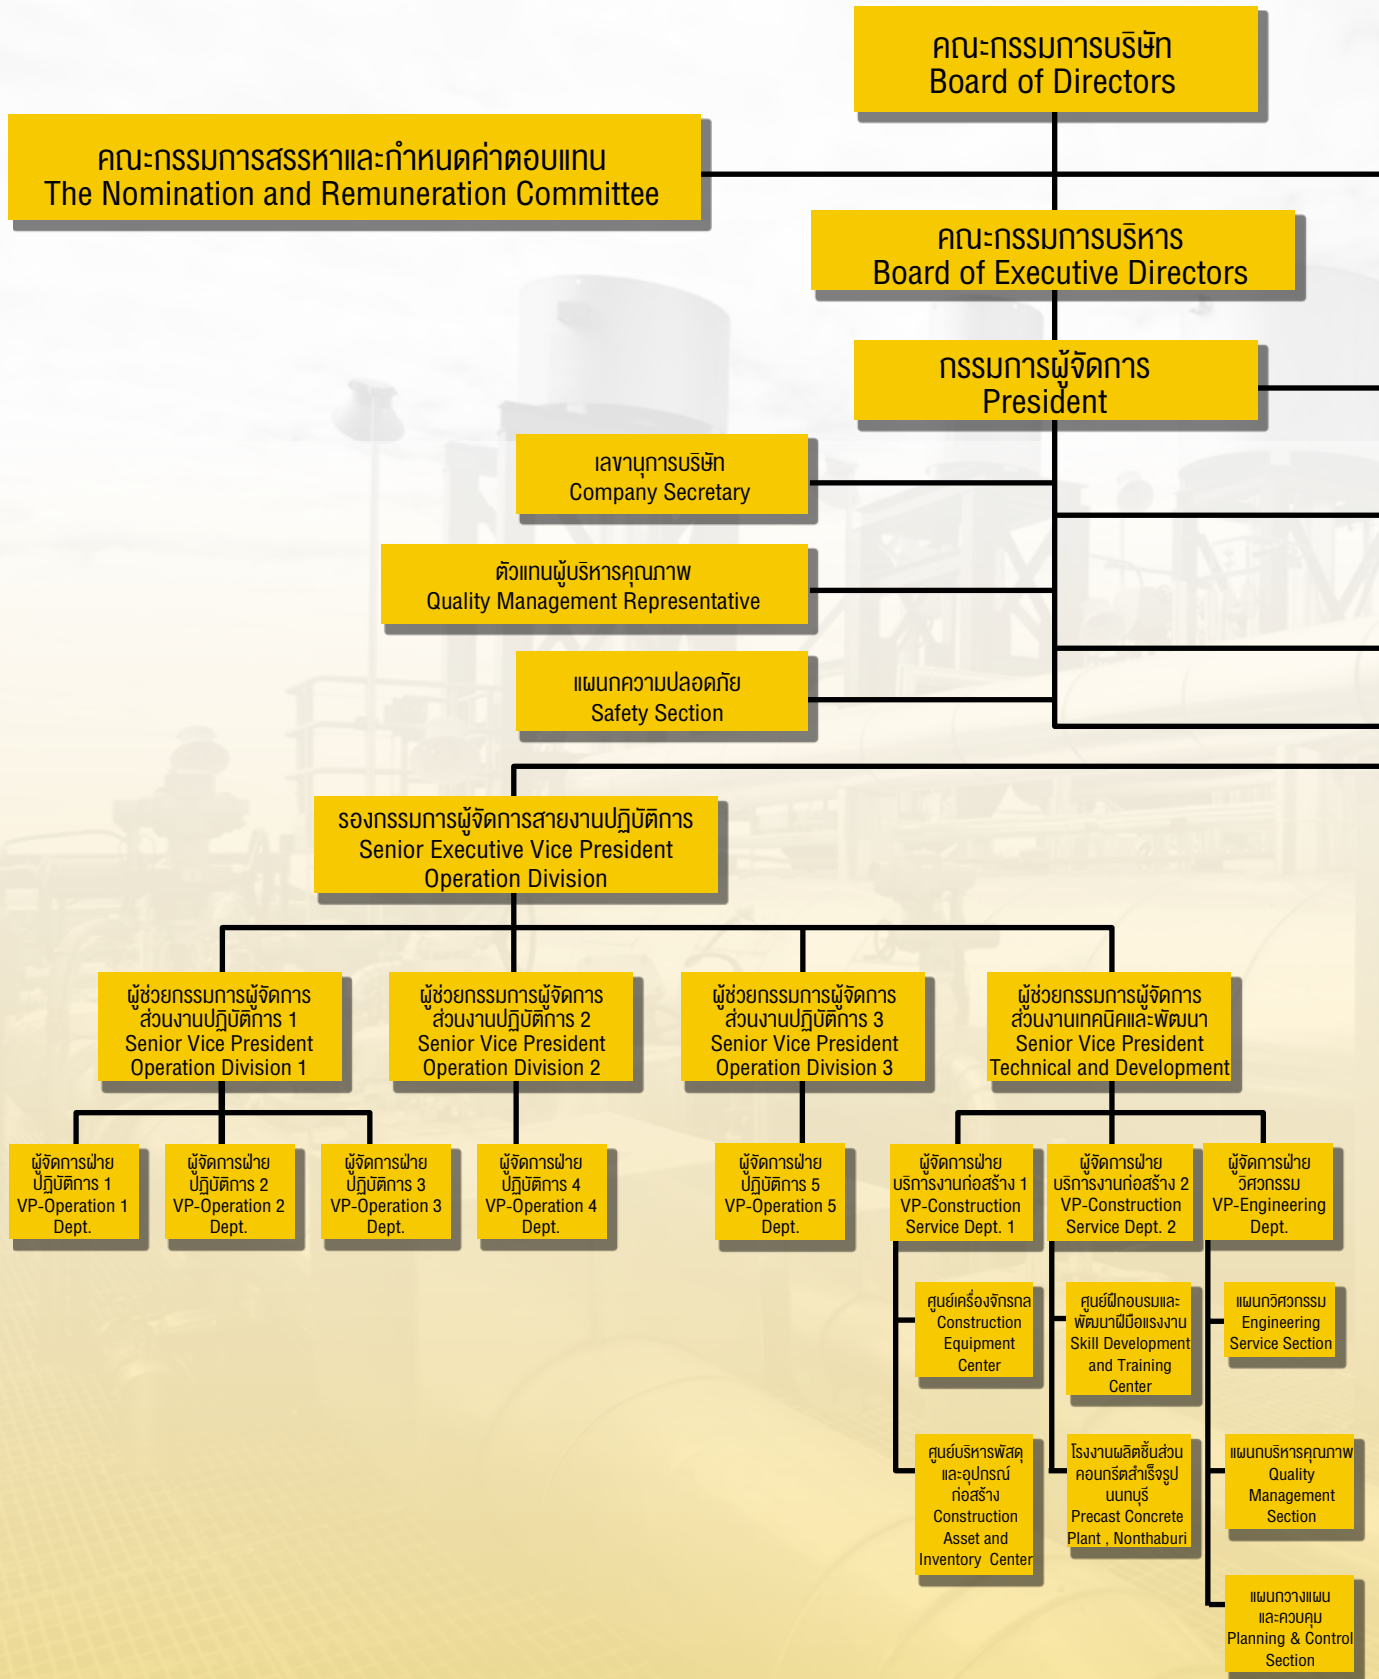 คณะกรรมการบริษัท
Board of Directors
คณะกรรมการสรรหาและกำหนดค่าตอบแทน
The Nomination and Remuneration Committee
คณะกรรมการบริหาร
Board of Executive Directors
กรรมการผู้จัดการ
President
เลขานุการบริษัท
Company Secretary
ตัวแทนผู้บริหารคุณภาพ
Quality Management Representative
แผนกความปลอดภัย
Safety Section
รองกรรมการผู้จัดการสายงานปฏิบัติการ
Senior Executive Vice President
Operation Division
ผู้ช่วยกรรมการผู้จัดการ
ส่วนงานปฏิบัติการ 1
Senior Vice President
Operation Division 1
ผู้ช่วยกรรมการผู้จัดการ
ส่วนงานปฏิบัติการ 2
Senior Vice President
Operation Division 2
ผู้ช่วยกรรมการผู้จัดการ
ส่วนงานปฏิบัติการ 3
Senior Vice President
Operation Division 3
ผู้ช่วยกรรมการผู้จัดการ
ส่วนงานเทคนิคและพัฒนา
Senior Vice President
Technical and Development
ผู้จัดการฝ่าย
ปฏิบัติการ 1
VP-Operation 1
Dept.
ผู้จัดการฝ่าย
ปฏิบัติการ 2
VP-Operation 2
Dept.
ผู้จัดการฝ่าย
ปฏิบัติการ 3
VP-Operation 3
Dept.
ผู้จัดการฝ่าย
ปฏิบัติการ 4
VP-Operation 4
Dept.
ผู้จัดการฝ่าย
ปฏิบัติการ 5
VP-Operation 5
Dept.
ผู้จัดการฝ่าย
บริการงานก่อสร้าง 1
VP-Construction
Service Dept. 1
ผู้จัดการฝ่าย
บริการงานก่อสร้าง 2
VP-Construction
Service Dept. 2
ผู้จัดการฝ่าย
วิศวกรรม
VP-Engineering
Dept.
ศูนย์เครื่องจักรกล
Construction
Equipment
Center
ศูนย์ฝึกอบรมและ
พัฒนาฝีมือแรงงาน
Skill Development
and Training
Center
แผนกวิศวกรรม
Engineering
Service Section
ศูนย์บริหารพัสดุ
และอุปกรณ์
ก่อสร้าง
Construction
Asset and
Inventory Center
โรงงานผลิตชิ้นส่วน
คอนกรีตสำเร็จรูป
นนทบุรี
Precast Concrete
Plant , Nonthaburi
แผนกบริหารคุณภาพ
Quality
Management
Section
แผนกวางแผน
และควบคุม
Planning & Control
Section